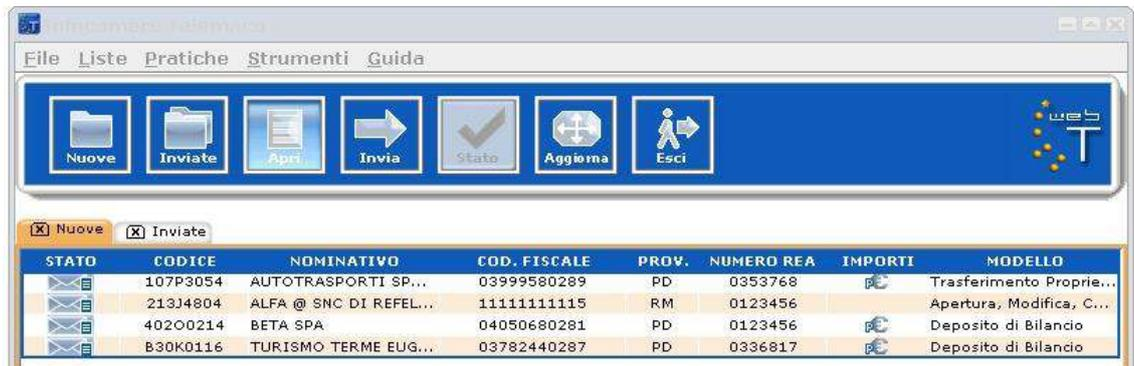 Infocamere Telemaco
File Liste Pratiche Strumenti Guida
Nuove Inviate Apri Invia Stato Aggiorna Esci
web T
Nuove Inviate
STATO CODICE NOMINATIVO COD. FISCALE PROV. NUMERO REA IMPORTI MODELLO
107P3054 AUTOTRASPORTI SP... 03999580289 PD 0353768 Trasferimento Proprie...
213J4804 ALFA @ SNC DI REFEL... 11111111115 RM 0123456 Apertura, Modifica, C...
402O0214 BETA SPA 04050680281 PD 0123456 Deposito di Bilancio
B30K0116 TURISMO TERME EUG... 03782440287 PD 0336817 Deposito di Bilancio